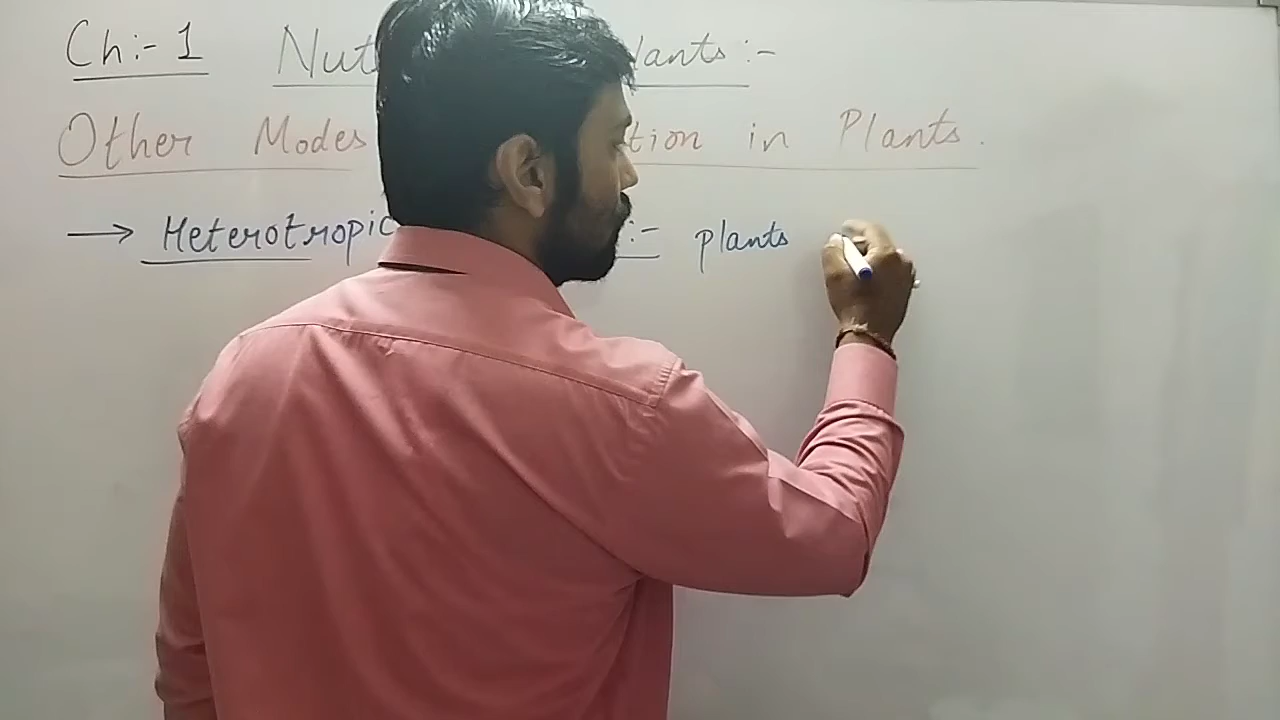 Ch:- 1 Nut lants :-
Other Modes tion in Plants.
→ Heterotropic :- plants